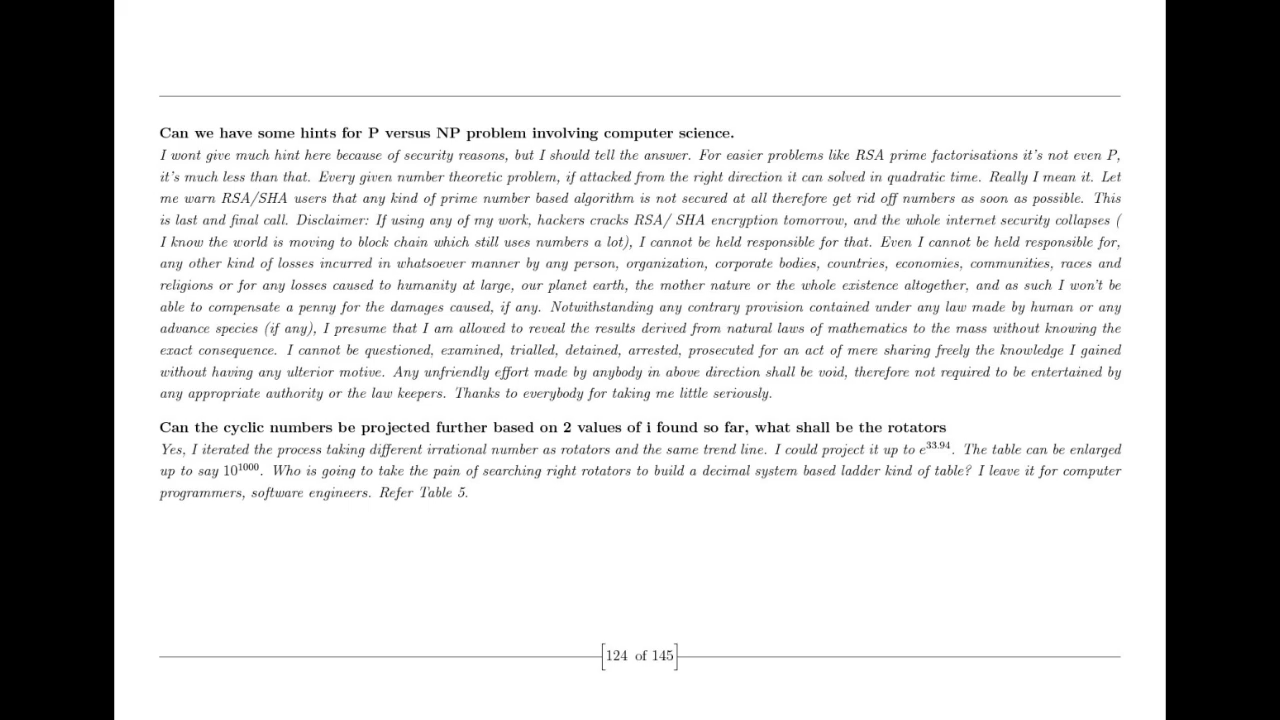 Can we have some hints for P versus NP problem involving computer science.
I wont give much hint here because of security reasons, but I should tell the answer. For easier problems like RSA prime factorisations it's not even P,
it's much less than that. Every given number theoretic problem, if attacked from the right direction it can solved in quadratic time. Really I mean it. Let
me warn RSA/SHA users that any kind of prime number based algorithm is not secured at all therefore get rid off numbers as soon as possible. This
is last and final call. Disclaimer: If using any of my work, hackers cracks RSA/ SHA encryption tomorrow, and the whole internet security collapses (
I know the world is moving to block chain which still uses numbers a lot), I cannot be held responsible for that. Even I cannot be held responsible for,
any other kind of losses incurred in whatsoever manner by any person, organization, corporate bodies, countries, economies, communities, races and
religions or for any losses caused to humanity at large, our planet earth, the mother nature or the whole existence altogether, and as such I won't be
able to compensate a penny for the damages caused, if any. Notwithstanding any contrary provision contained under any law made by human or any
advance species (if any), I presume that I am allowed to reveal the results derived from natural laws of mathematics to the mass without knowing the
exact consequence. I cannot be questioned, examined, trialled, detained, arrested, prosecuted for an act of mere sharing freely the knowledge I gained
without having any ulterior motive. Any unfriendly effort made by anybody in above direction shall be void, therefore not required to be entertained by
any appropriate authority or the law keepers. Thanks to everybody for taking me little seriously.
Can the cyclic numbers be projected further based on 2 values of i found so far, what shall be the rotators
Yes, I iterated the process taking different irrational number as rotators and the same trend line. I could project it up to e^33.94. The table can be enlarged
up to say 10^1000. Who is going to take the pain of searching right rotators to build a decimal system based ladder kind of table? I leave it for computer
programmers, software engineers. Refer Table 5.
[124 of 145]